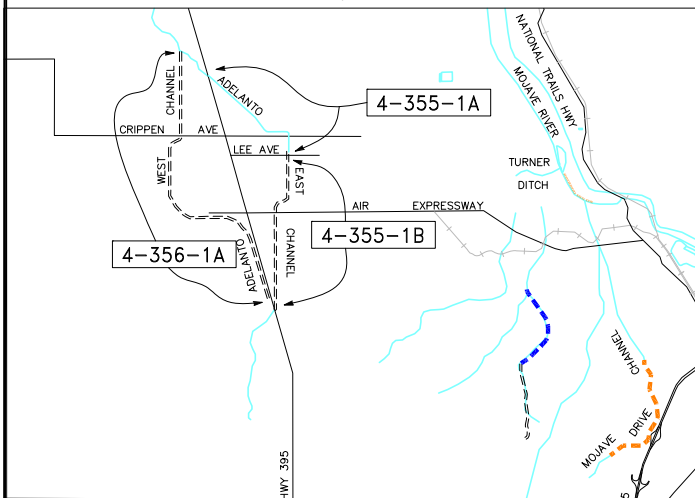 NATIONAL TRAILS HWY
MOJAVE RIVER
CHANNEL
ADELANTO
4-355-1A
CRIPPEN AVE
LEE AVE
WEST
EAST
TURNER
DITCH
AIR EXPRESSWAY
4-356-1A
ADELANTO
CHANNEL
4-355-1B
CHANNEL
MOJAVE DRIVE
HWY 395